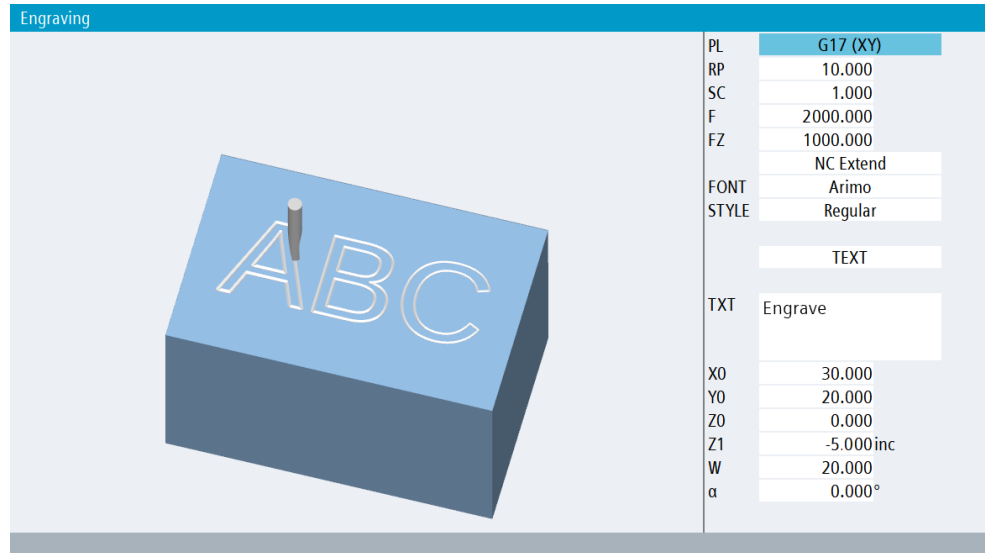 Engraving
ABC
PL G17 (XY)
RP 10.000
SC 1.000
F 2000.000
FZ 1000.000
NC Extend
FONT Arimo
STYLE Regular
TEXT
TXT Engrave
X0 30.000
Y0 20.000
Z0 0.000
Z1 -5.000 inc
W 20.000
α 0.000°